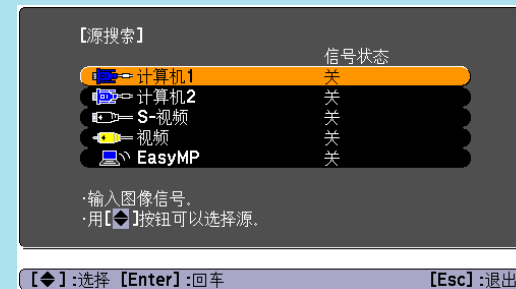 [源搜索]
信号状态
计算机1 关
计算机2 关
S-视频 关
视频 关
EasyMP 关
·输入图像信号.
·用[◆]按钮可以选择源.
[◆]:选择 [Enter]:回车 [Esc]:退出